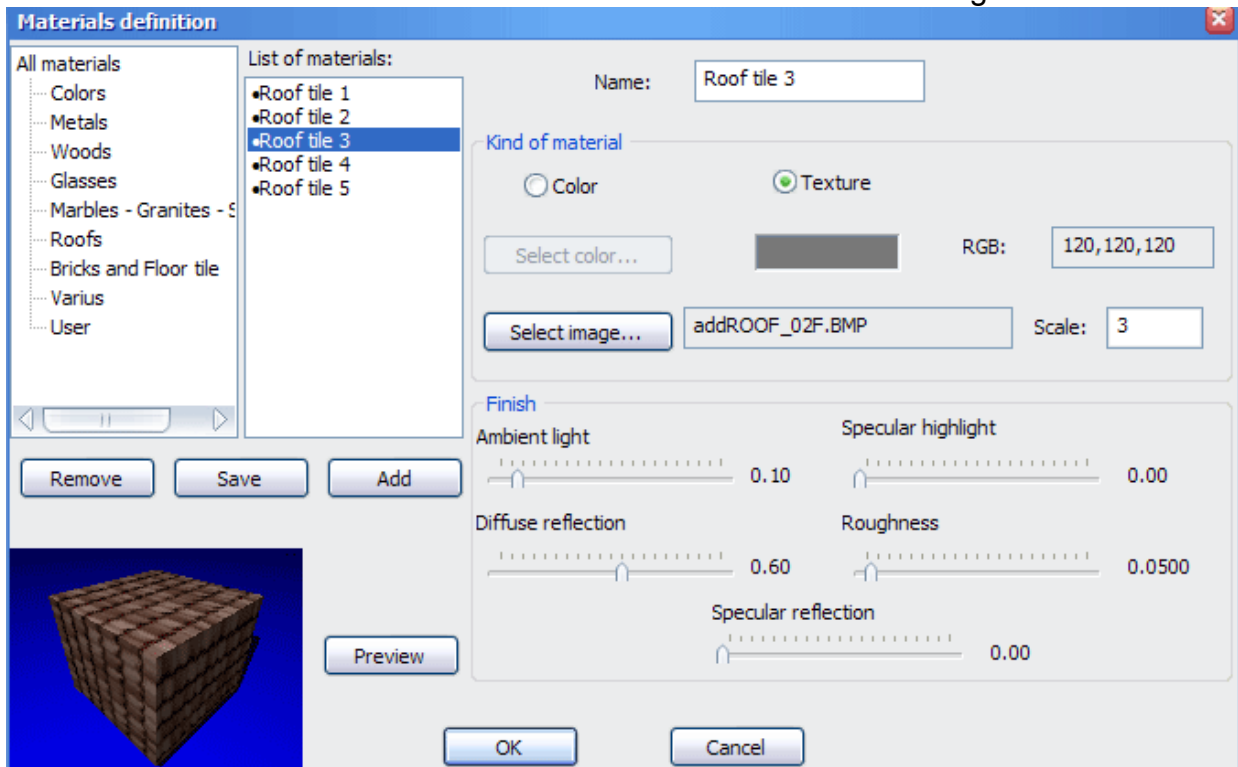 Materials definition
All materials
Colors
Metals
Woods
Glasses
Marbles - Granites - S
Roofs
Bricks and Floor tile
Varius
User
List of materials:
•Roof tile 1
•Roof tile 2
•Roof tile 3
•Roof tile 4
•Roof tile 5
Remove
Save
Add
Preview
Name:
Roof tile 3
Kind of material
Color
Texture
Select color...
RGB:
120,120,120
Select image...
addROOF_02F.BMP
Scale:
3
Finish
Ambient light
0.10
Specular highlight
0.00
Diffuse reflection
0.60
Roughness
0.0500
Specular reflection
0.00
OK
Cancel